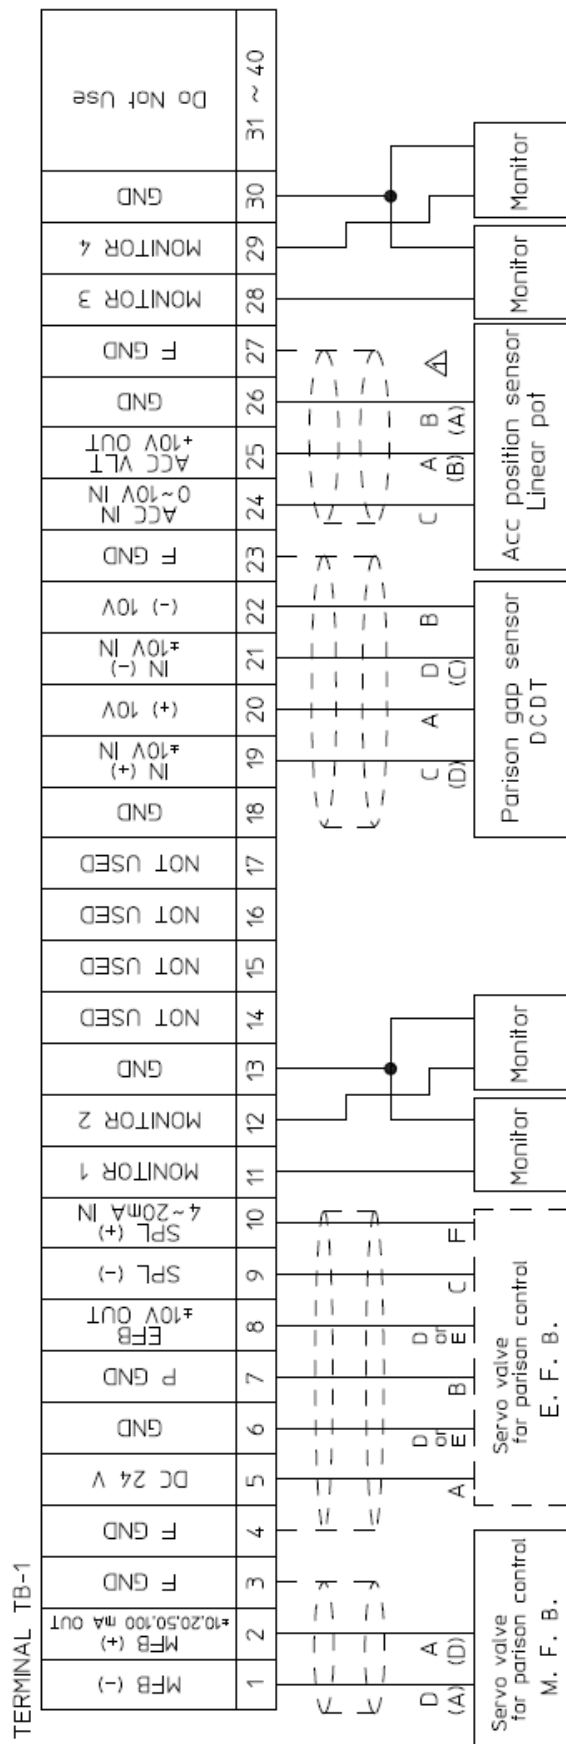 TERMINAL TB-1
1 MFB (-)
2 MFB (+)
±10,20,50,100 mA OUT
3 F GND
4 F GND
5 DC 24 V
6 GND
7 P GND
8 EFB
±10V OUT
9 SPL (-)
10 SPL (+)
4~20mA IN
11 MONITOR 1
12 MONITOR 2
13 GND
14 NOT USED
15 NOT USED
16 NOT USED
17 NOT USED
18 GND
19 IN (+)
±10V IN
20 (+) 10V
21 IN (-)
±10V IN
22 (-) 10V
23 F GND
24 ACC IN
0~10V IN
25 ACC VLT
+10V OUT
26 GND
27 F GND
28 MONITOR 3
29 MONITOR 4
30 GND
31 ~ 40 Do Not Use
D
(A)
A
(D)
A
D
or
E
B
D
or
E
C
F
C
(D)
A
D
(C)
B
C
A
(B)
B
(A)
1
Servo valve
for parison control
M. F. B.
Servo valve
for parison control
E. F. B.
Monitor
Monitor
Parison gap sensor
DCDT
Acc position sensor
Linear pot
Monitor
Monitor